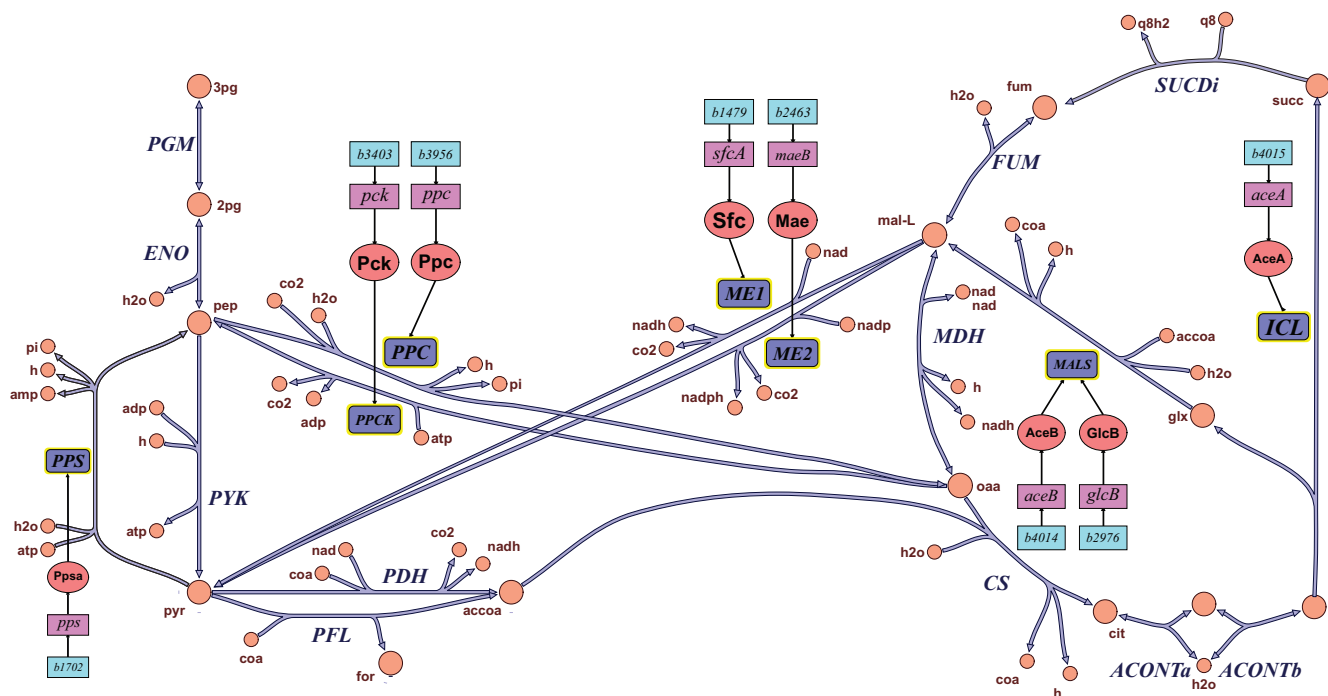 q8h2
q8
3pg
fum
SUCDi
succ
h2o
b1479
b2463
PGM
sfcA
maeB
FUM
b4015
b3403
b3956
pck
ppc
aceA
2pg
mal-L
Sfc
Mae
coa
h
ENO
Pck
Ppc
nad
AceA
h2o
co2
h2o
ME1
nad
nad
pep
nadh
nadp
ICL
MDH
accoa
pi
PPC
co2
ME2
h
h
MALS
h2o
amp
co2
pi
h
nadph
co2
adp
adp
PPCK
glx
nadh
h
atp
AceB
GlcB
PPS
oaa
PYK
aceB
glcB
h2o
atp
b4014
b2976
atp
nad
co2
nadh
h2o
Ppsa
coa
PDH
CS
pyr
accoa
pps
PFL
cit
coa
b1702
for
coa
h
ACONTa
h2o
ACONTb